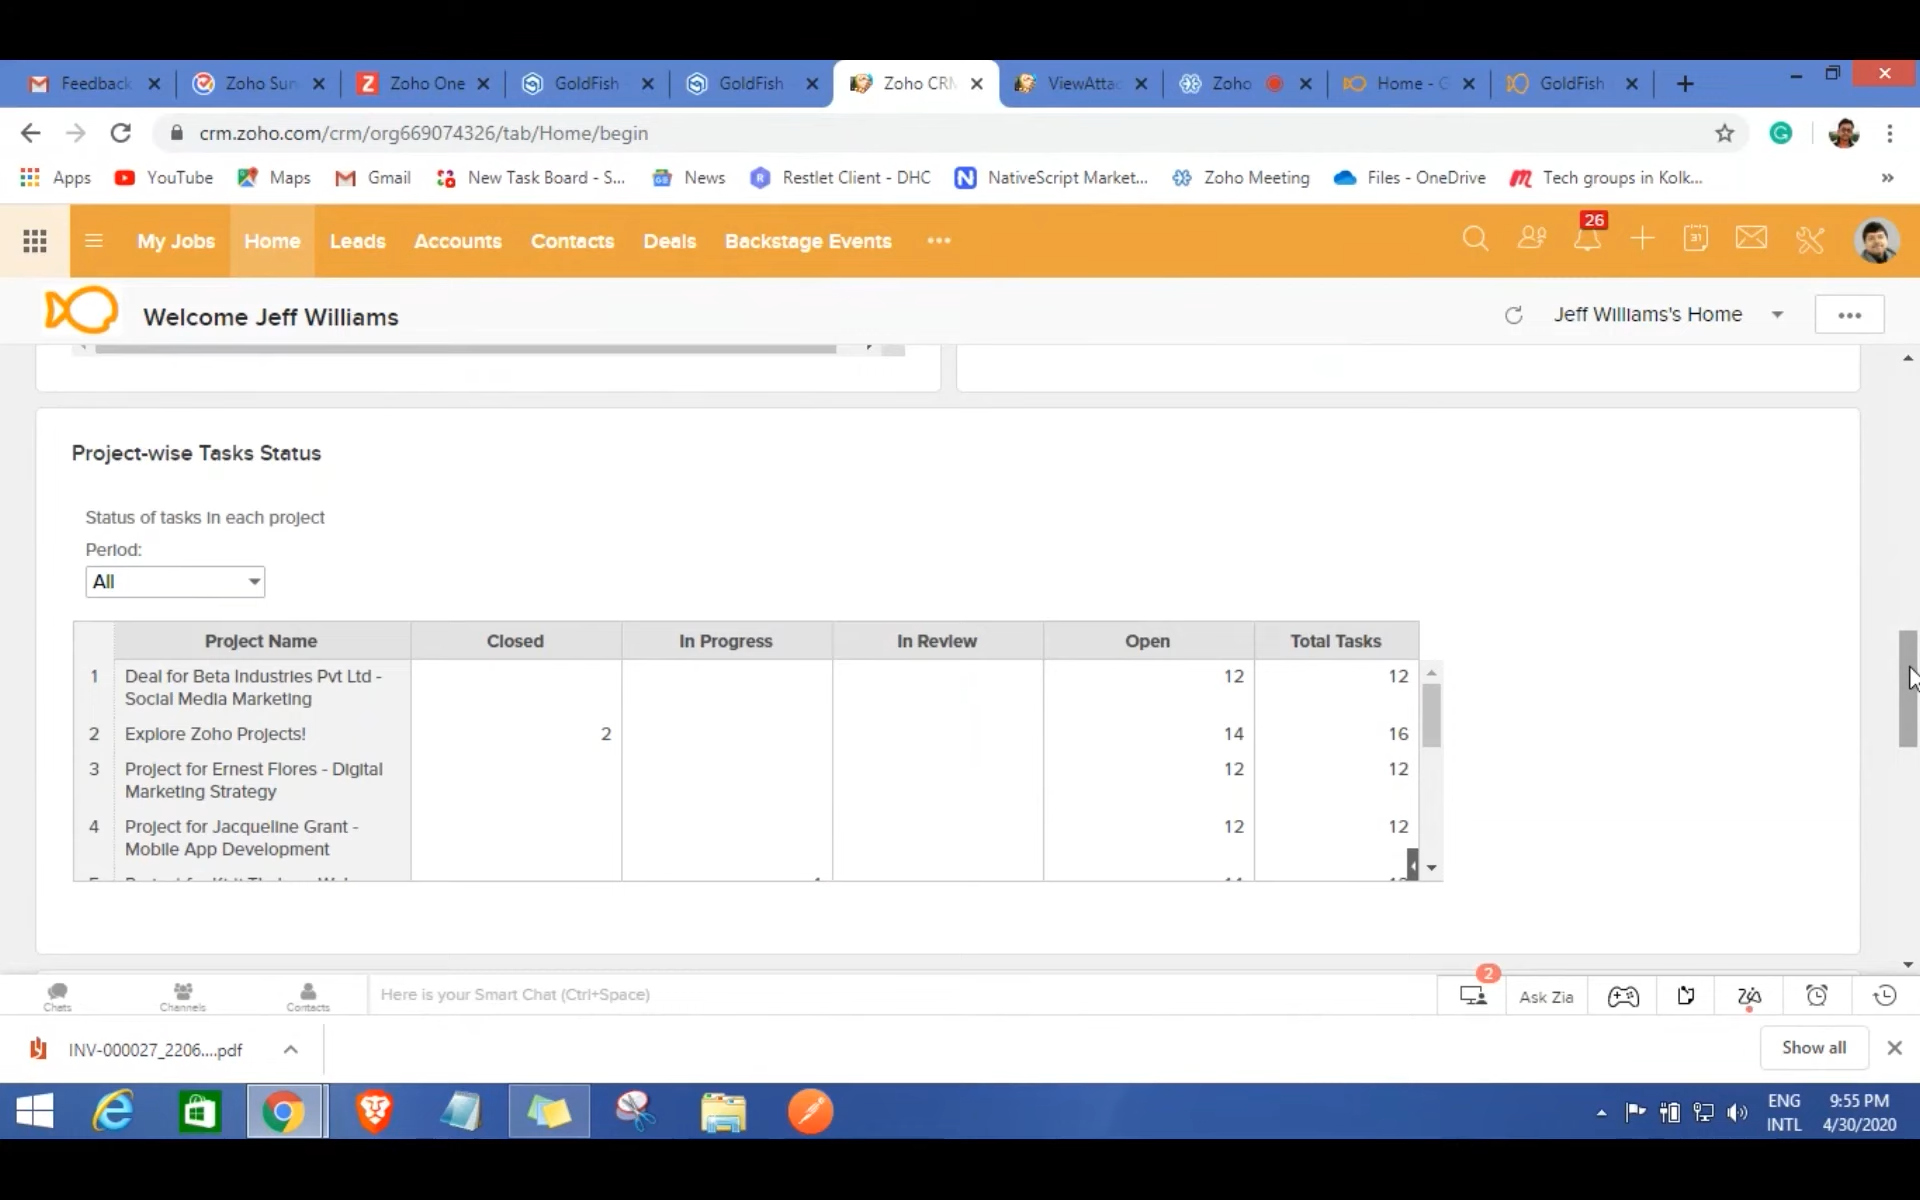 Feedback
Zoho Sun
Zoho One
GoldFish
GoldFish
Zoho CRM
ViewAttac
Zoho
Home - G
GoldFish
crm.zoho.com/crm/org669074326/tab/Home/begin
Apps
YouTube
Maps
Gmail
New Task Board - S...
News
Restlet Client - DHC
NativeScript Market...
Zoho Meeting
Files - OneDrive
Tech groups in Kolk...
My Jobs
Home
Leads
Accounts
Contacts
Deals
Backstage Events
26
31
Welcome Jeff Williams
Jeff Williams's Home
Project-wise Tasks Status
Status of tasks in each project
Period:
All
Project Name Closed In Progress In Review Open Total Tasks
1 Deal for Beta Industries Pvt Ltd - 12 12
Social Media Marketing
2 Explore Zoho Projects! 2 14 16
3 Project for Ernest Flores - Digital 12 12
Marketing Strategy
4 Project for Jacqueline Grant - 12 12
Mobile App Development
Chats
Channels
Contacts
Here is your Smart Chat (Ctrl+Space)
2
Ask Zia
INV-000027_2206....pdf
Show all
ENG 9:55 PM
INTL 4/30/2020